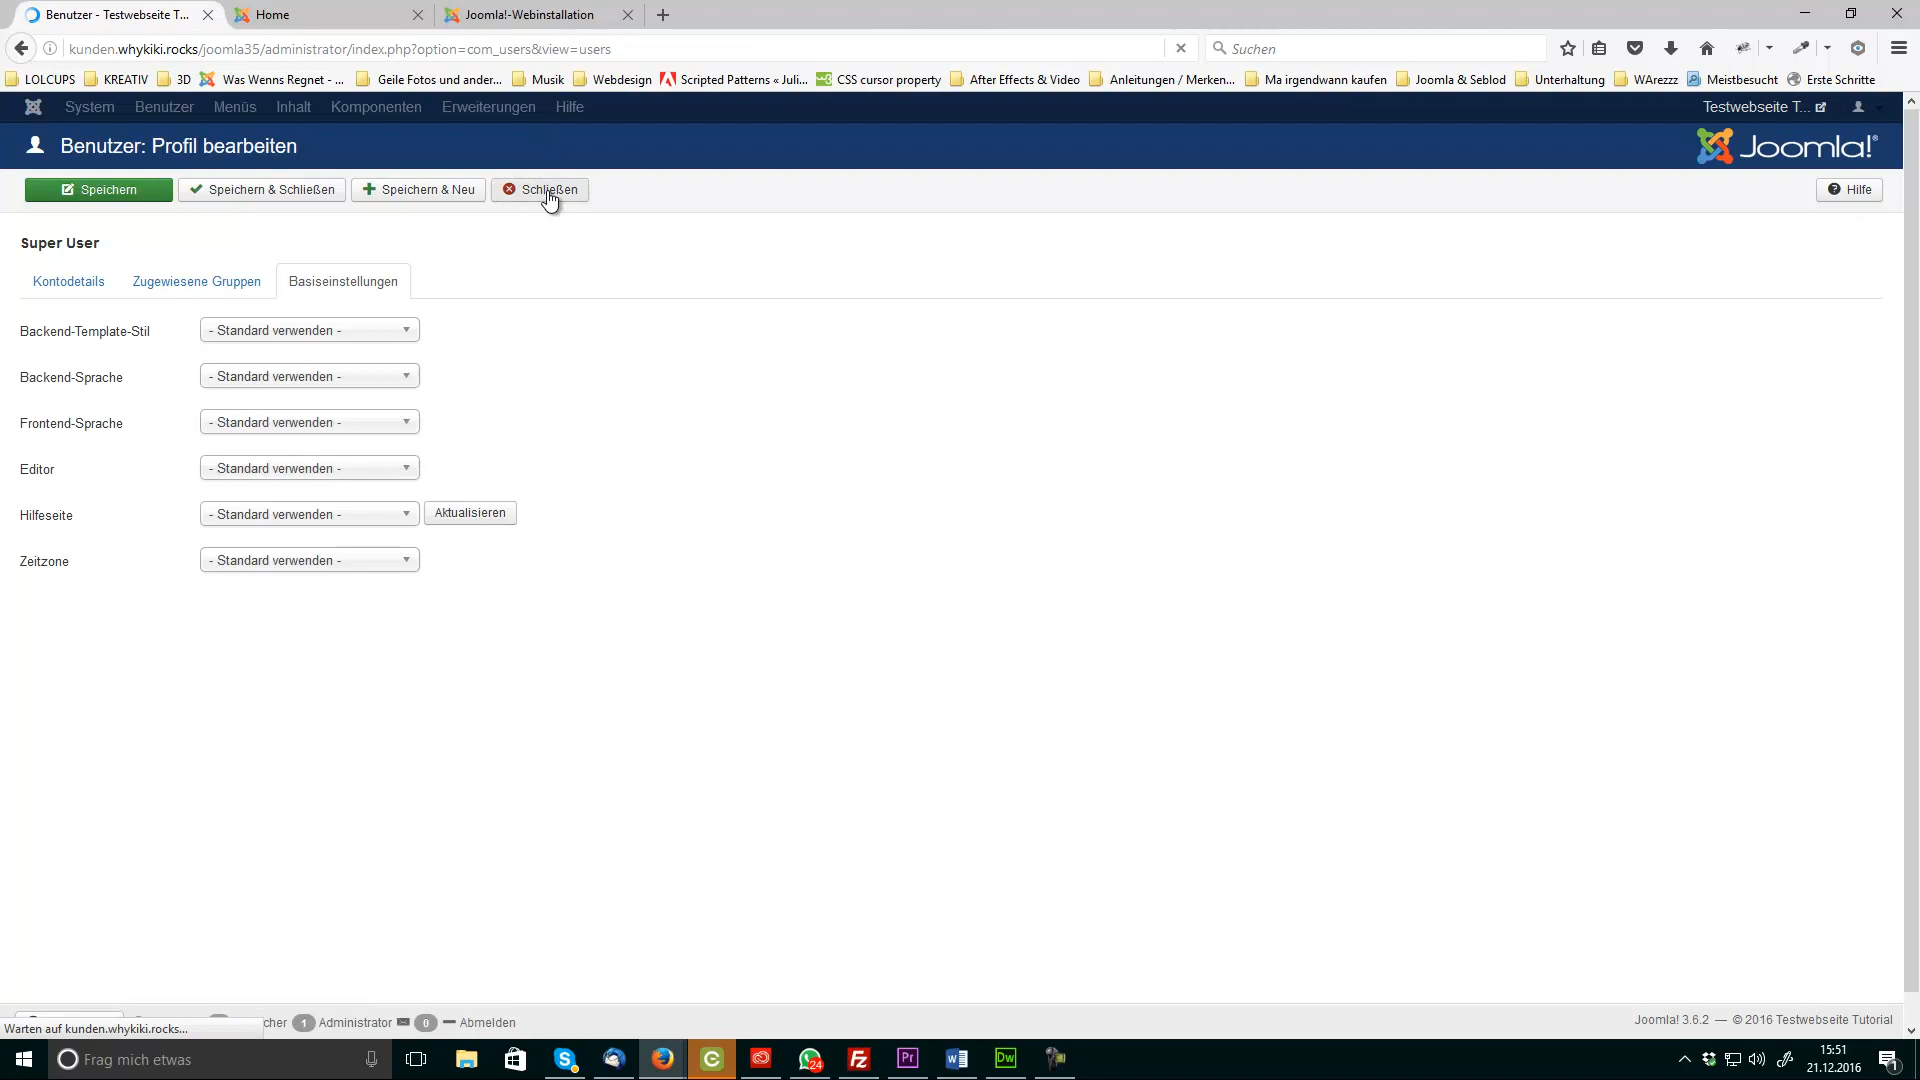 Benutzer - Testwebseite T...
Home
Joomla!-Webinstallation
kunden.whykiki.rocks/joomla35/administrator/index.php?option=com_users&view=users
Suchen
LOLCUPS KREATIV 3D Was Wenns Regnet - ... Geile Fotos und ander... Musik Webdesign Scripted Patterns « Juli... CSS cursor property After Effects & Video Anleitungen / Merken... Ma irgendwann kaufen Joomla & Seblod Unterhaltung WArezzz Meistbesucht Erste Schritte
System Benutzer Menüs Inhalt Komponenten Erweiterungen Hilfe Testwebseite T...
Benutzer: Profil bearbeiten
Joomla!®
Speichern Speichern & Schließen Speichern & Neu Schließen Hilfe
Super User
Kontodetails Zugewiesene Gruppen Basiseinstellungen
Backend-Template-Stil - Standard verwenden -
Backend-Sprache - Standard verwenden -
Frontend-Sprache - Standard verwenden -
Editor - Standard verwenden -
Hilfeseite - Standard verwenden - Aktualisieren
Zeitzone - Standard verwenden -
cher 1 Administrator 0 Abmelden
Joomla! 3.6.2 — © 2016 Testwebseite Tutorial
Warten auf kunden.whykiki.rocks...
Frag mich etwas
24
Pr
Dw
15:51
21.12.2016
1